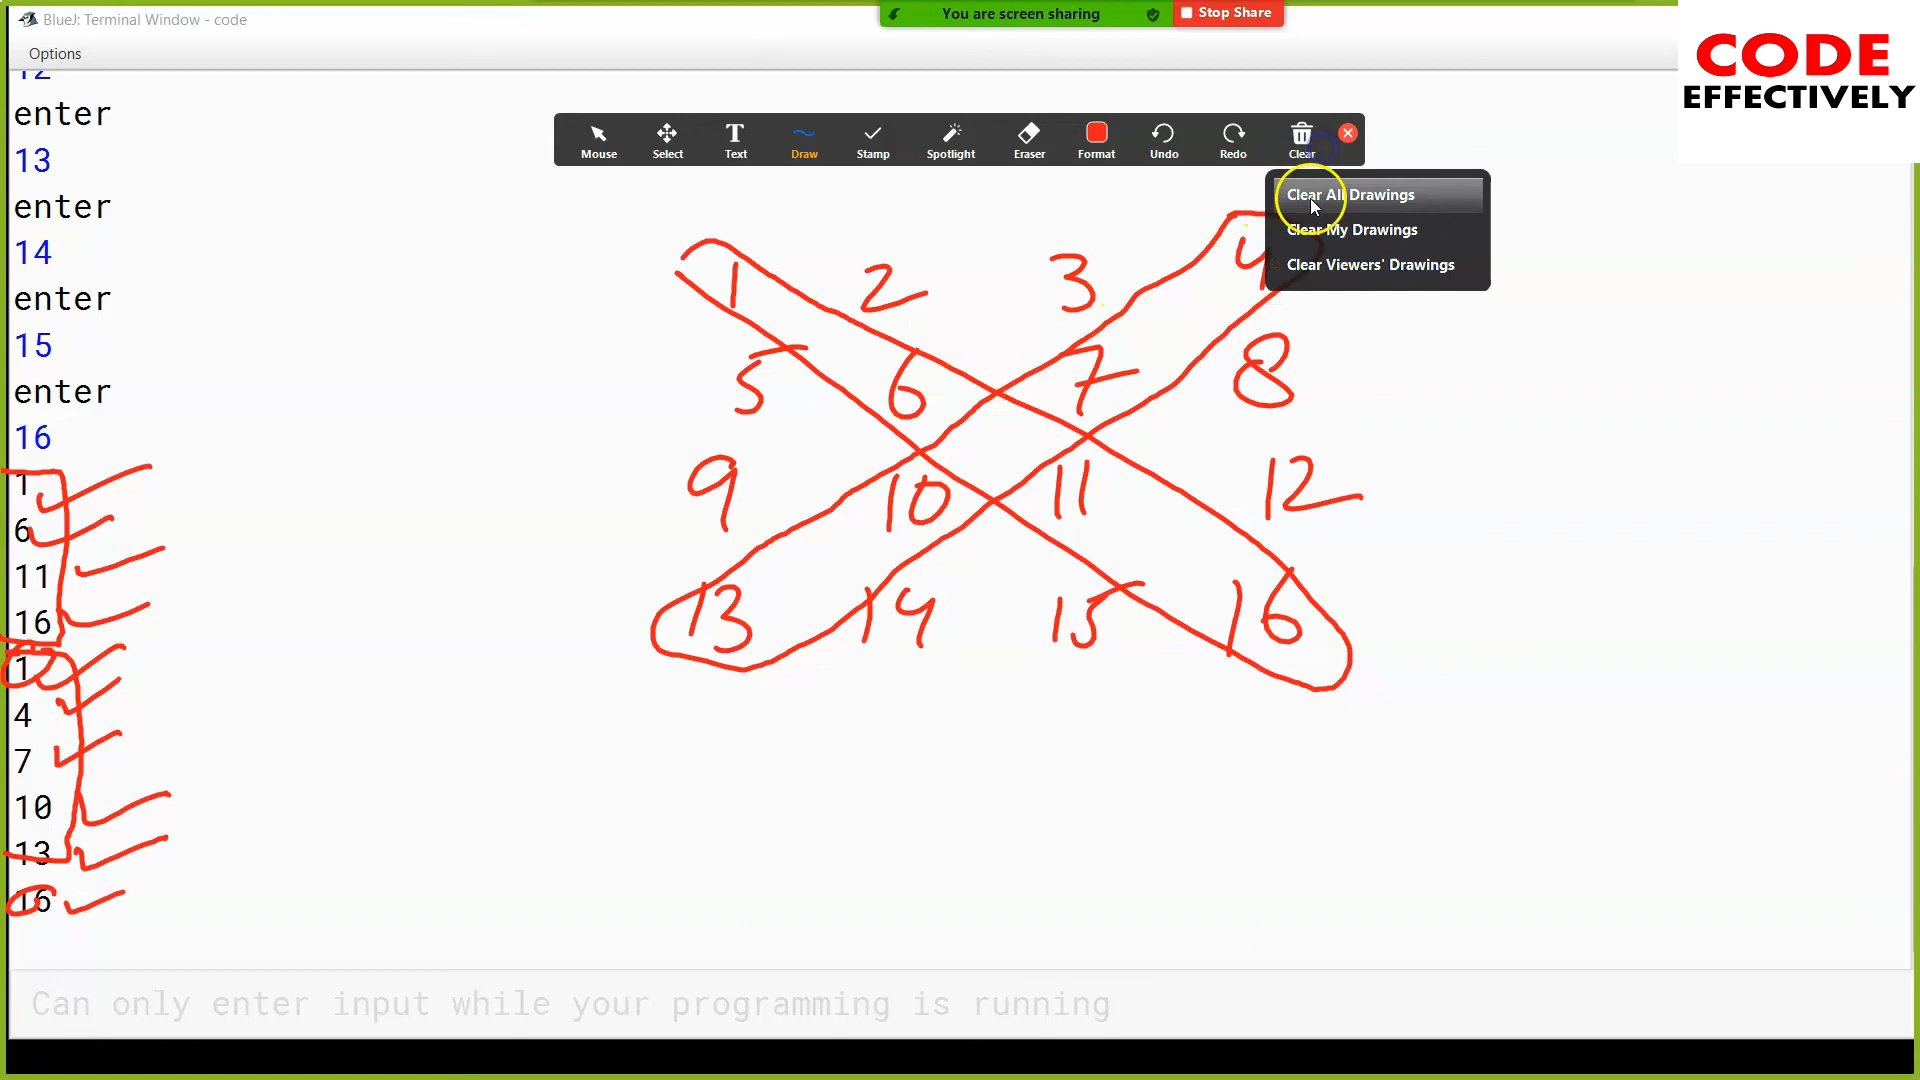 BlueJ: Terminal Window - code
You are screen sharing
Stop Share
Options
CODE
EFFECTIVELY
Mouse Select Text Draw Stamp Spotlight Eraser Format Undo Redo Clear
Clear All Drawings
Clear My Drawings
Clear Viewers' Drawings
12
enter
13
enter
14
enter
15
enter
16
1
6
11
16
1
4
7
10
13
16
1 2 3 4
5 6 7 8
9 10 11 12
13 14 15 16
Can only enter input while your programming is running